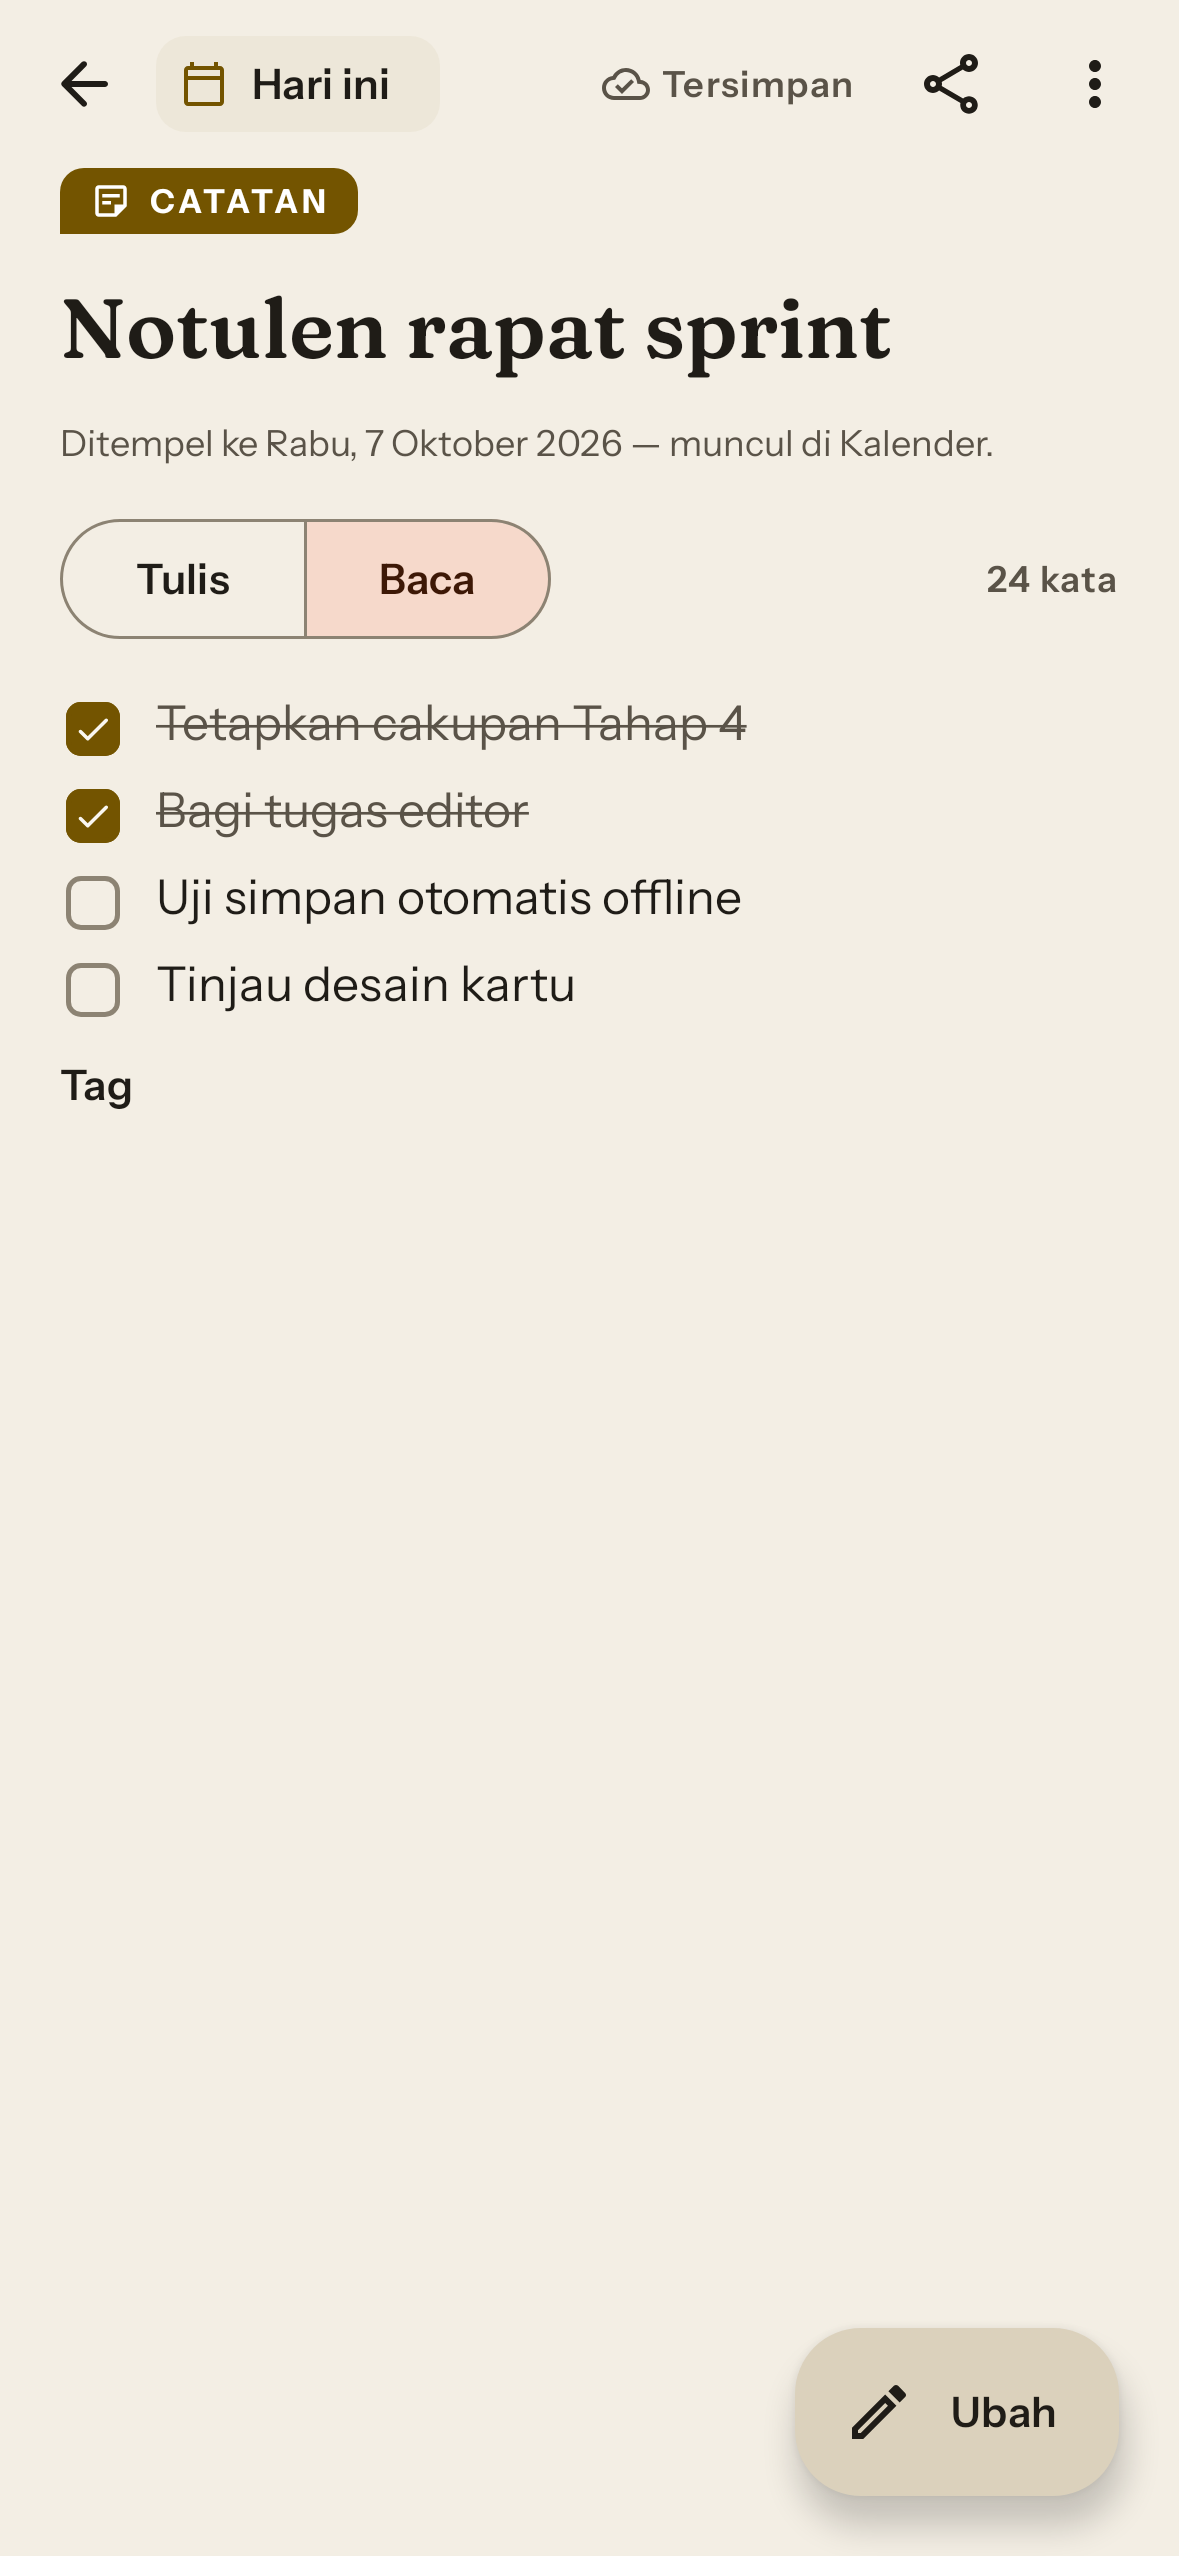 Hari ini
Tersimpan
CATATAN
Notulen rapat sprint
Ditempel ke Rabu, 7 Oktober 2026 — muncul di Kalender.
Tulis
Baca
24 kata
Tetapkan cakupan Tahap 4
Bagi tugas editor
Uji simpan otomatis offline
Tinjau desain kartu
Tag
Ubah